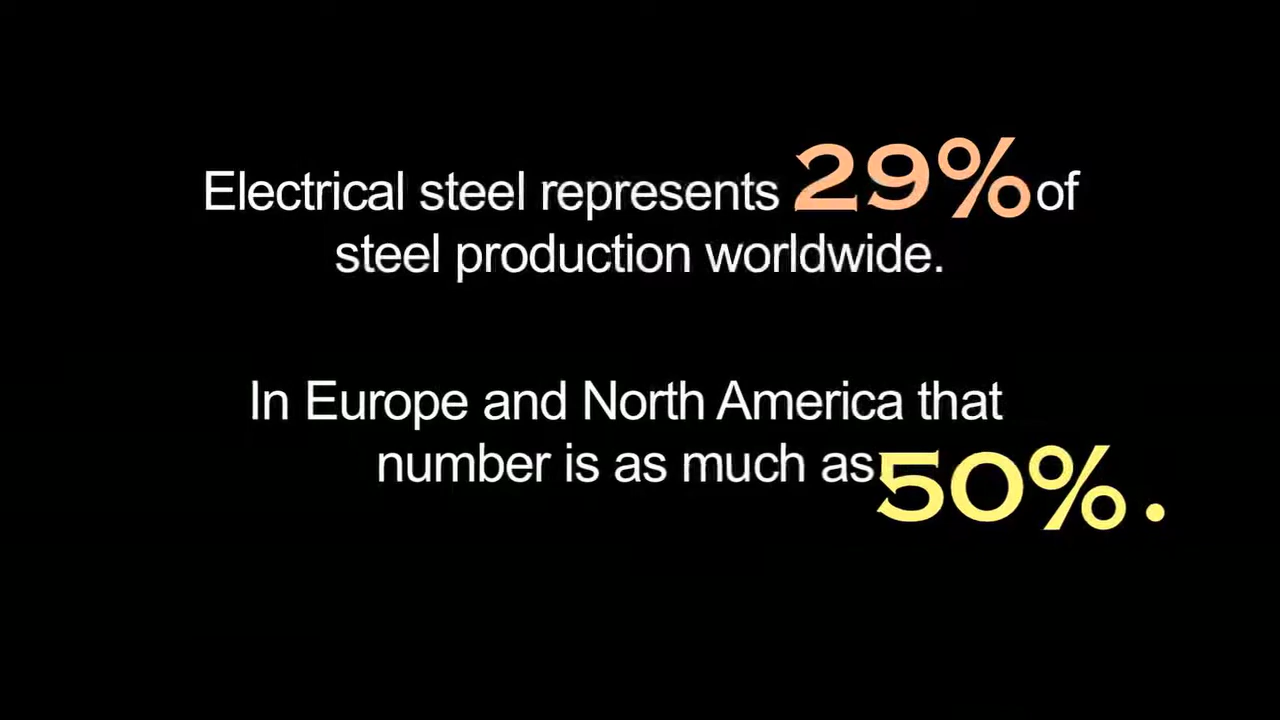 Electrical steel represents 29% of
steel production worldwide.
In Europe and North America that
number is as much as 50%.